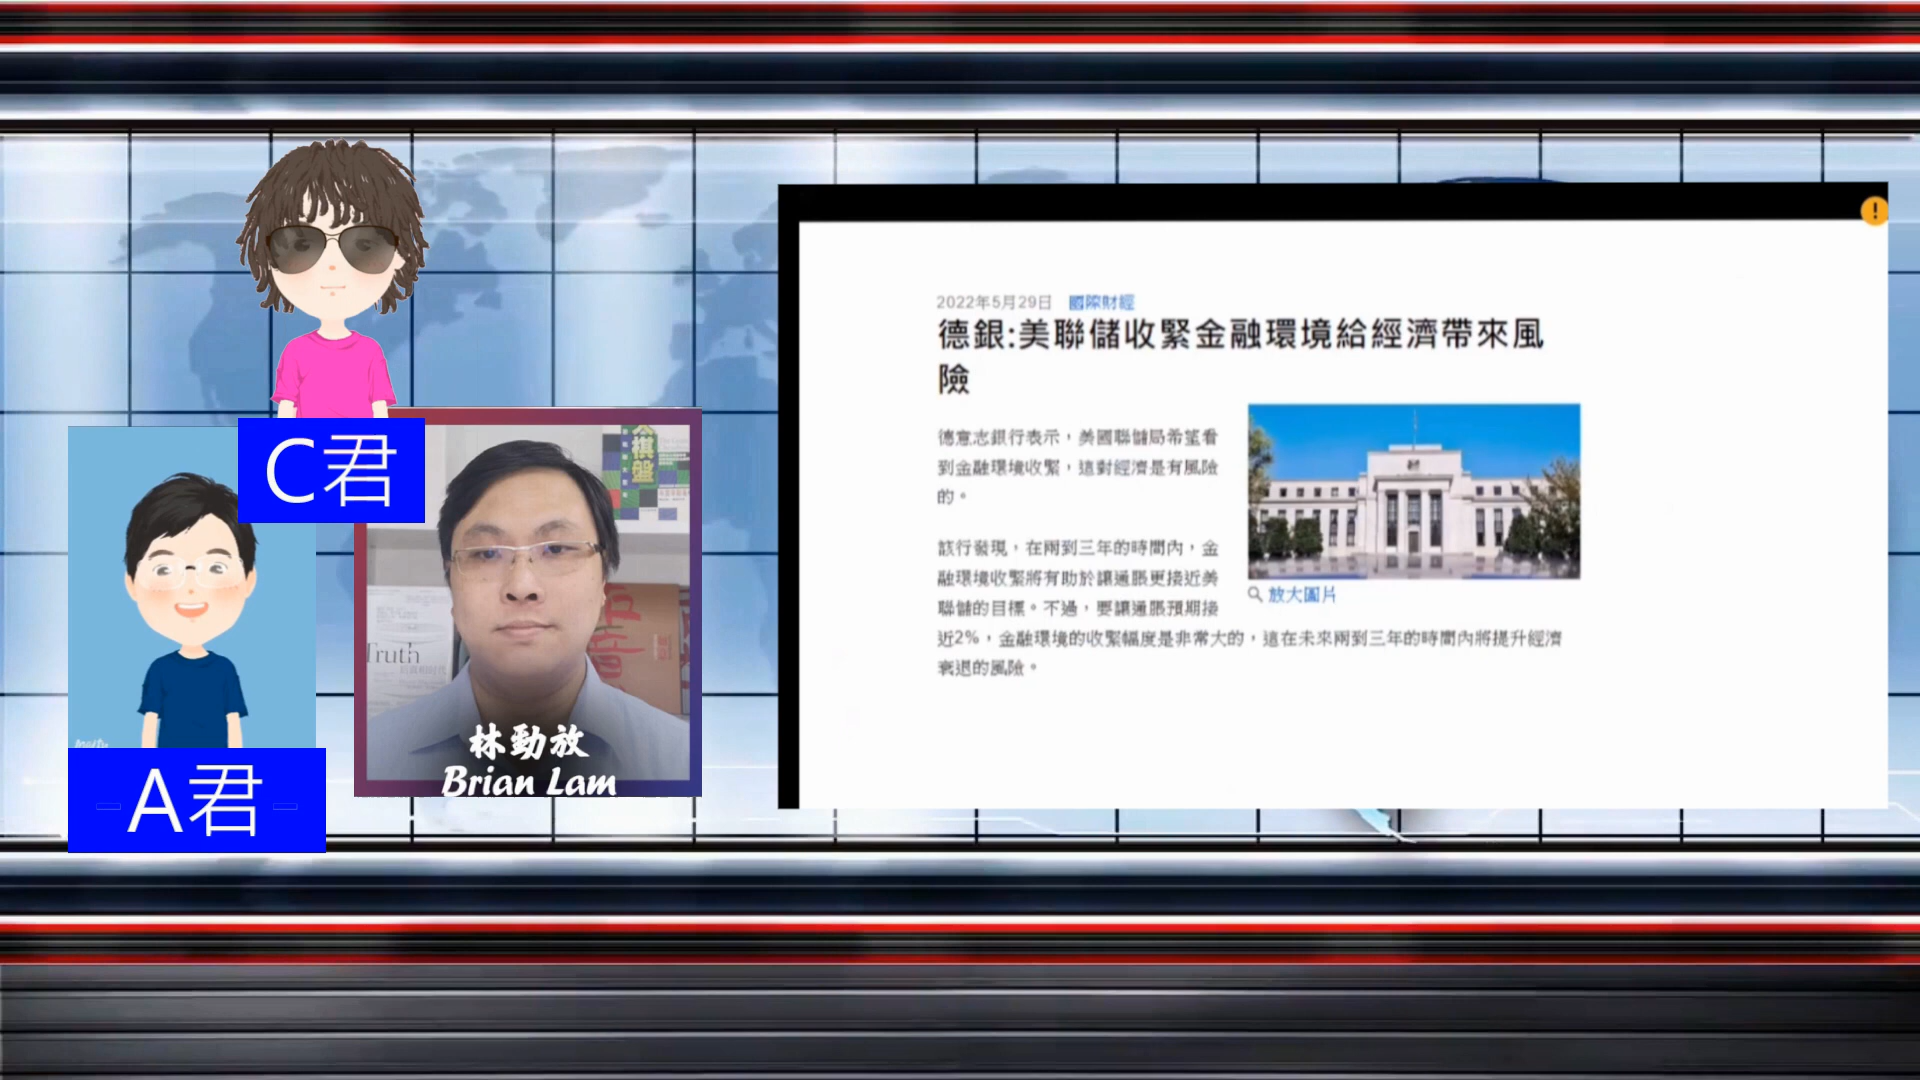 C君
A君
林勁放
Brian Lam
Truth
棋盤
2022年5月29日 國際財經
德銀:美聯儲收緊金融環境給經濟帶來風
險
德意志銀行表示，美國聯儲局希望看
到金融環境收緊，這對經濟是有風險
的。
該行發現，在兩到三年的時間內，金
融環境收緊將有助於讓通脹更接近美
聯儲的目標。不過，要讓通脹預期接
近2%，金融環境的收緊幅度是非常大的，這在未來兩到三年的時間內將提升經濟
衰退的風險。
放大圖片